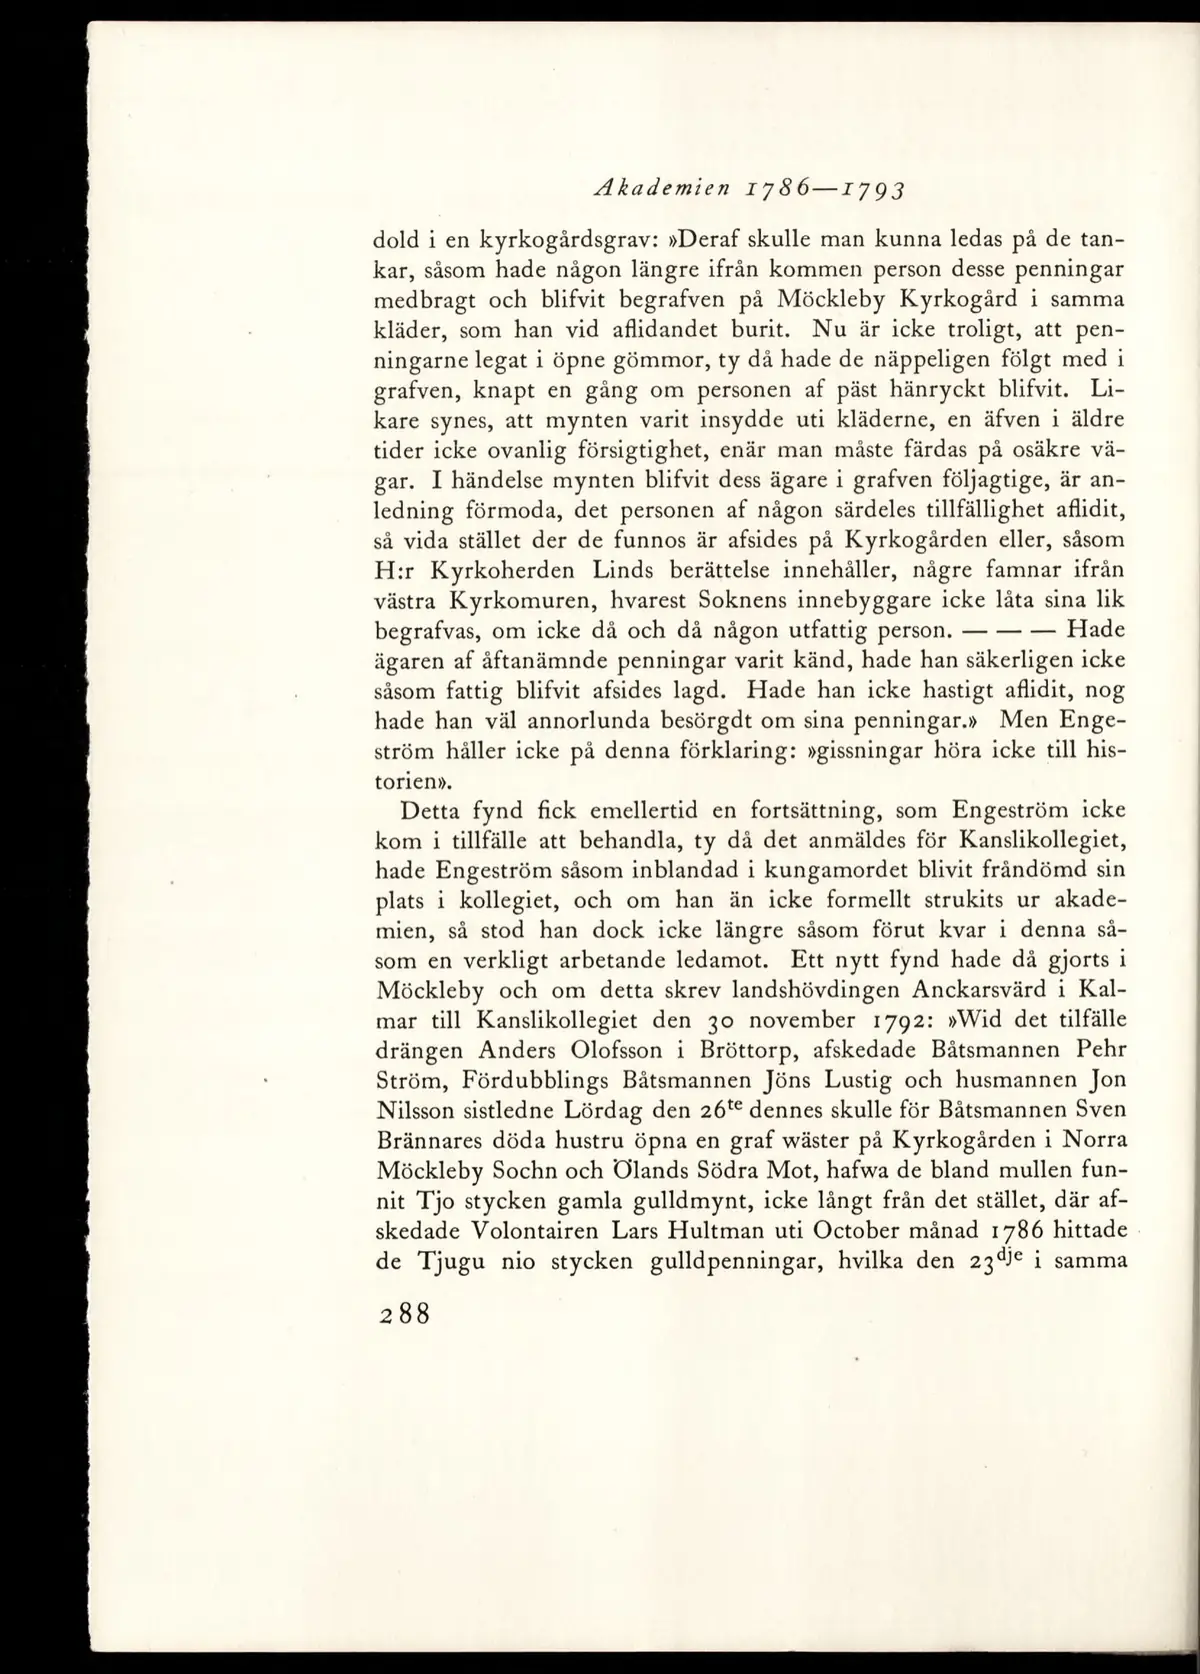 Akademien 1786—1793
dold i en kyrkogårdsgrav: »Deraf skulle man kunna ledas på de tan-
kar, såsom hade någon längre ifrån kommen person desse penningar
medbragt och blifvit begrafven på Möckleby Kyrkogård i samma
kläder, som han vid aflidandet burit. Nu är icke troligt, att pen-
ningarne legat i öpne gömmor, ty då hade de näppeligen fölgt med i
grafven, knapt en gång om personen af päst hänryckt blifvit. Li-
kare synes, att mynten varit insydde uti kläderne, en äfven i äldre
tider icke ovanlig försigtighet, enär man måste färdas på osäkre vä-
gar. I händelse mynten blifvit dess ägare i grafven följagtige, är an-
ledning förmoda, det personen af någon särdeles tillfällighet aflidit,
så vida stället der de funnos är afsides på Kyrkogården eller, såsom
H:r Kyrkoherden Linds berättelse innehåller, någre famnar ifrån
västra Kyrkomuren, hvarest Soknens innebyggare icke låta sina lik
begrafvas, om icke då och då någon utfattig person. — — — Hade
ägaren af åftanämnde penningar varit känd, hade han säkerligen icke
såsom fattig blifvit afsides lagd. Hade han icke hastigt aflidit, nog
hade han väl annorlunda besörgdt om sina penningar.» Men Enge-
ström håller icke på denna förklaring: »gissningar höra icke till his-
torien».
Detta fynd fick emellertid en fortsättning, som Engeström icke
kom i tillfälle att behandla, ty då det anmäldes för Kanslikollegiet,
hade Engeström såsom inblandad i kungamordet blivit fråndömd sin
plats i kollegiet, och om han än icke formellt strukits ur akade-
mien, så stod han dock icke längre såsom förut kvar i denna så-
som en verkligt arbetande ledamot. Ett nytt fynd hade då gjorts i
Möckleby och om detta skrev landshövdingen Anckarsvärd i Kal-
mar till Kanslikollegiet den 30 november 1792: »Wid det tilfälle
drängen Anders Olofsson i Bröttorp, afskedade Båtsmannen Pehr
Ström, Fördubblings Båtsmannen Jöns Lustig och husmannen Jon
Nilsson sistledne Lördag den 26te dennes skulle för Båtsmannen Sven
Brännares döda hustru öpna en graf wäster på Kyrkogården i Norra
Möckleby Sochn och Ölands Södra Mot, hafwa de bland mullen fun-
nit Tjo stycken gamla gulldmynt, icke långt från det stället, där af-
skedade Volontairen Lars Hultman uti October månad 1786 hittade
de Tjugu nio stycken gulldpenningar, hvilka den 23dje i samma
288